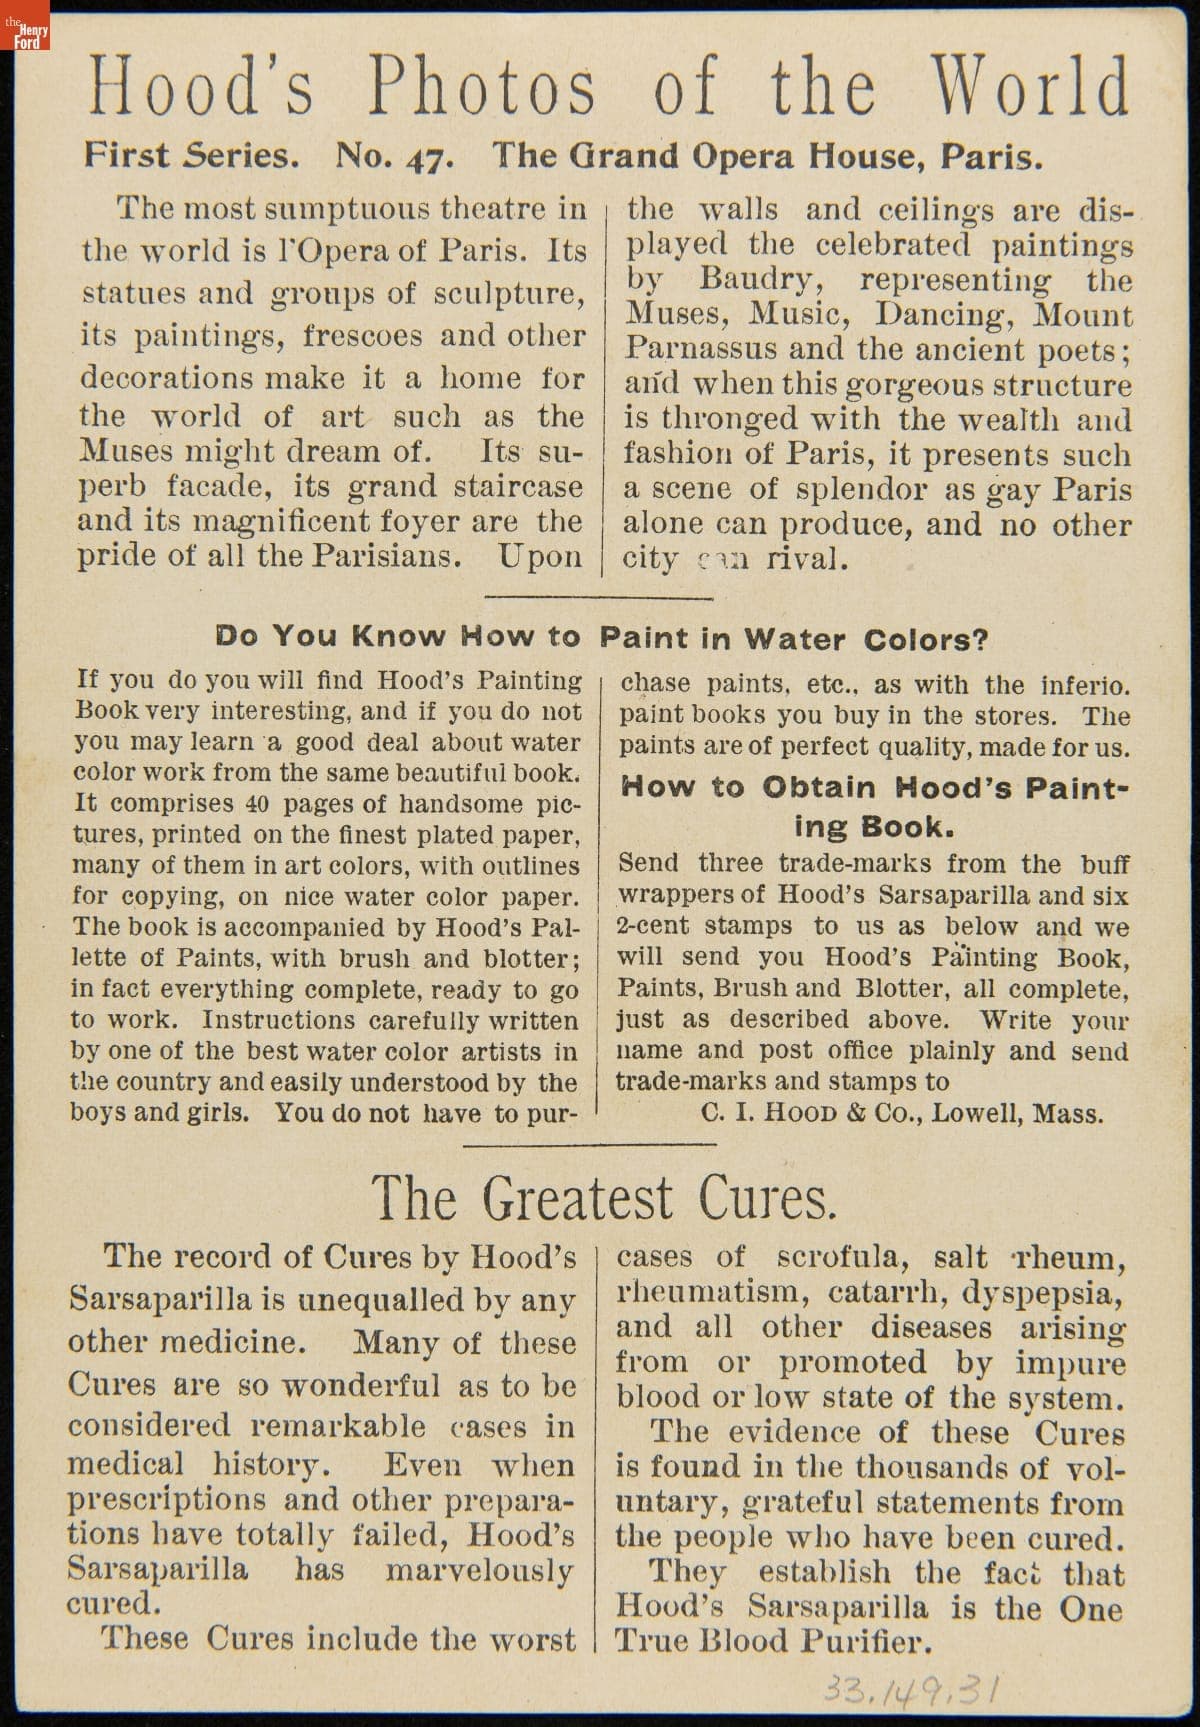 the Henry Ford
Hood's Photos of the World
First Series. No. 47. The Grand Opera House, Paris.
The most sumptuous theatre in
the world is l'Opera of Paris. Its
statues and groups of sculpture,
its paintings, frescoes and other
decorations make it a home for
the world of art such as the
Muses might dream of. Its su-
perb facade, its grand staircase
and its magnificent foyer are the
pride of all the Parisians. Upon
the walls and ceilings are dis-
played the celebrated paintings
by Baudry, representing the
Muses, Music, Dancing, Mount
Parnassus and the ancient poets;
and when this gorgeous structure
is thronged with the wealth and
fashion of Paris, it presents such
a scene of splendor as gay Paris
alone can produce, and no other
city can rival.
Do You Know How to Paint in Water Colors?
If you do you will find Hood's Painting
Book very interesting, and if you do not
you may learn a good deal about water
color work from the same beautiful book.
It comprises 40 pages of handsome pic-
tures, printed on the finest plated paper,
many of them in art colors, with outlines
for copying, on nice water color paper.
The book is accompanied by Hood's Pal-
lette of Paints, with brush and blotter;
in fact everything complete, ready to go
to work. Instructions carefully written
by one of the best water color artists in
the country and easily understood by the
boys and girls. You do not have to pur-
chase paints, etc., as with the inferio.
paint books you buy in the stores. The
paints are of perfect quality, made for us.
How to Obtain Hood's Paint-
ing Book.
Send three trade-marks from the buff
wrappers of Hood's Sarsaparilla and six
2-cent stamps to us as below and we
will send you Hood's Painting Book,
Paints, Brush and Blotter, all complete,
just as described above. Write your
name and post office plainly and send
trade-marks and stamps to
C. I. HOOD & Co., Lowell, Mass.
The Greatest Cures.
The record of Cures by Hood's
Sarsaparilla is unequalled by any
other medicine. Many of these
Cures are so wonderful as to be
considered remarkable cases in
medical history. Even when
prescriptions and other prepara-
tions have totally failed, Hood's
Sarsaparilla has marvelously
cured.
These Cures include the worst
cases of scrofula, salt rheum,
rheumatism, catarrh, dyspepsia,
and all other diseases arising
from or promoted by impure
blood or low state of the system.
The evidence of these Cures
is found in the thousands of vol-
untary, grateful statements from
the people who have been cured.
They establish the fact that
Hood's Sarsaparilla is the One
True Blood Purifier.
33.149.31